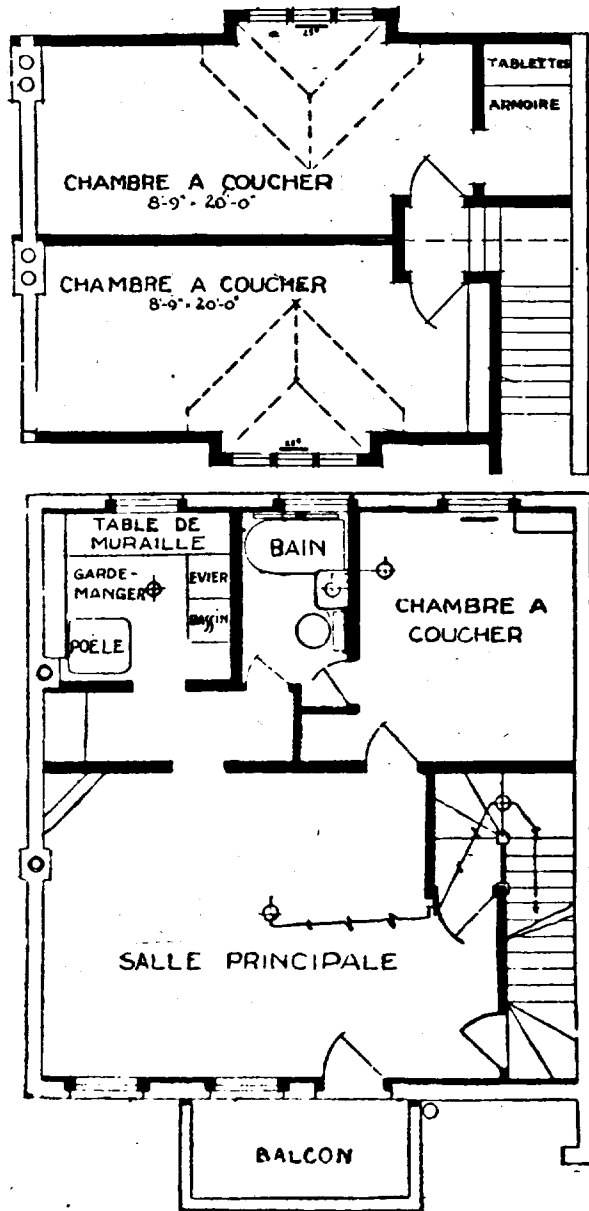 TABLETTES
ARMOIRE
CHAMBRE A COUCHER
8'-9" × 20'-0"
CHAMBRE A COUCHER
8'-9" × 20'-0"
TABLE DE
MURAILLE
GARDE-
MANGER
EVIER
BASSIN
POÊLE
BAIN
CHAMBRE A
COUCHER
SALLE PRINCIPALE
BALCON